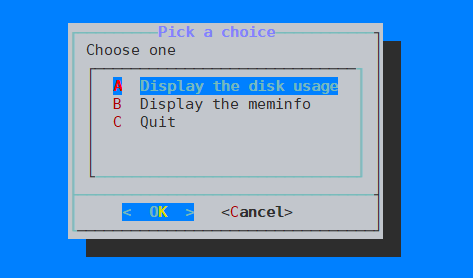 Pick a choice
Choose one
A Display the disk usage
B Display the meminfo
C Quit
< OK > <Cancel>